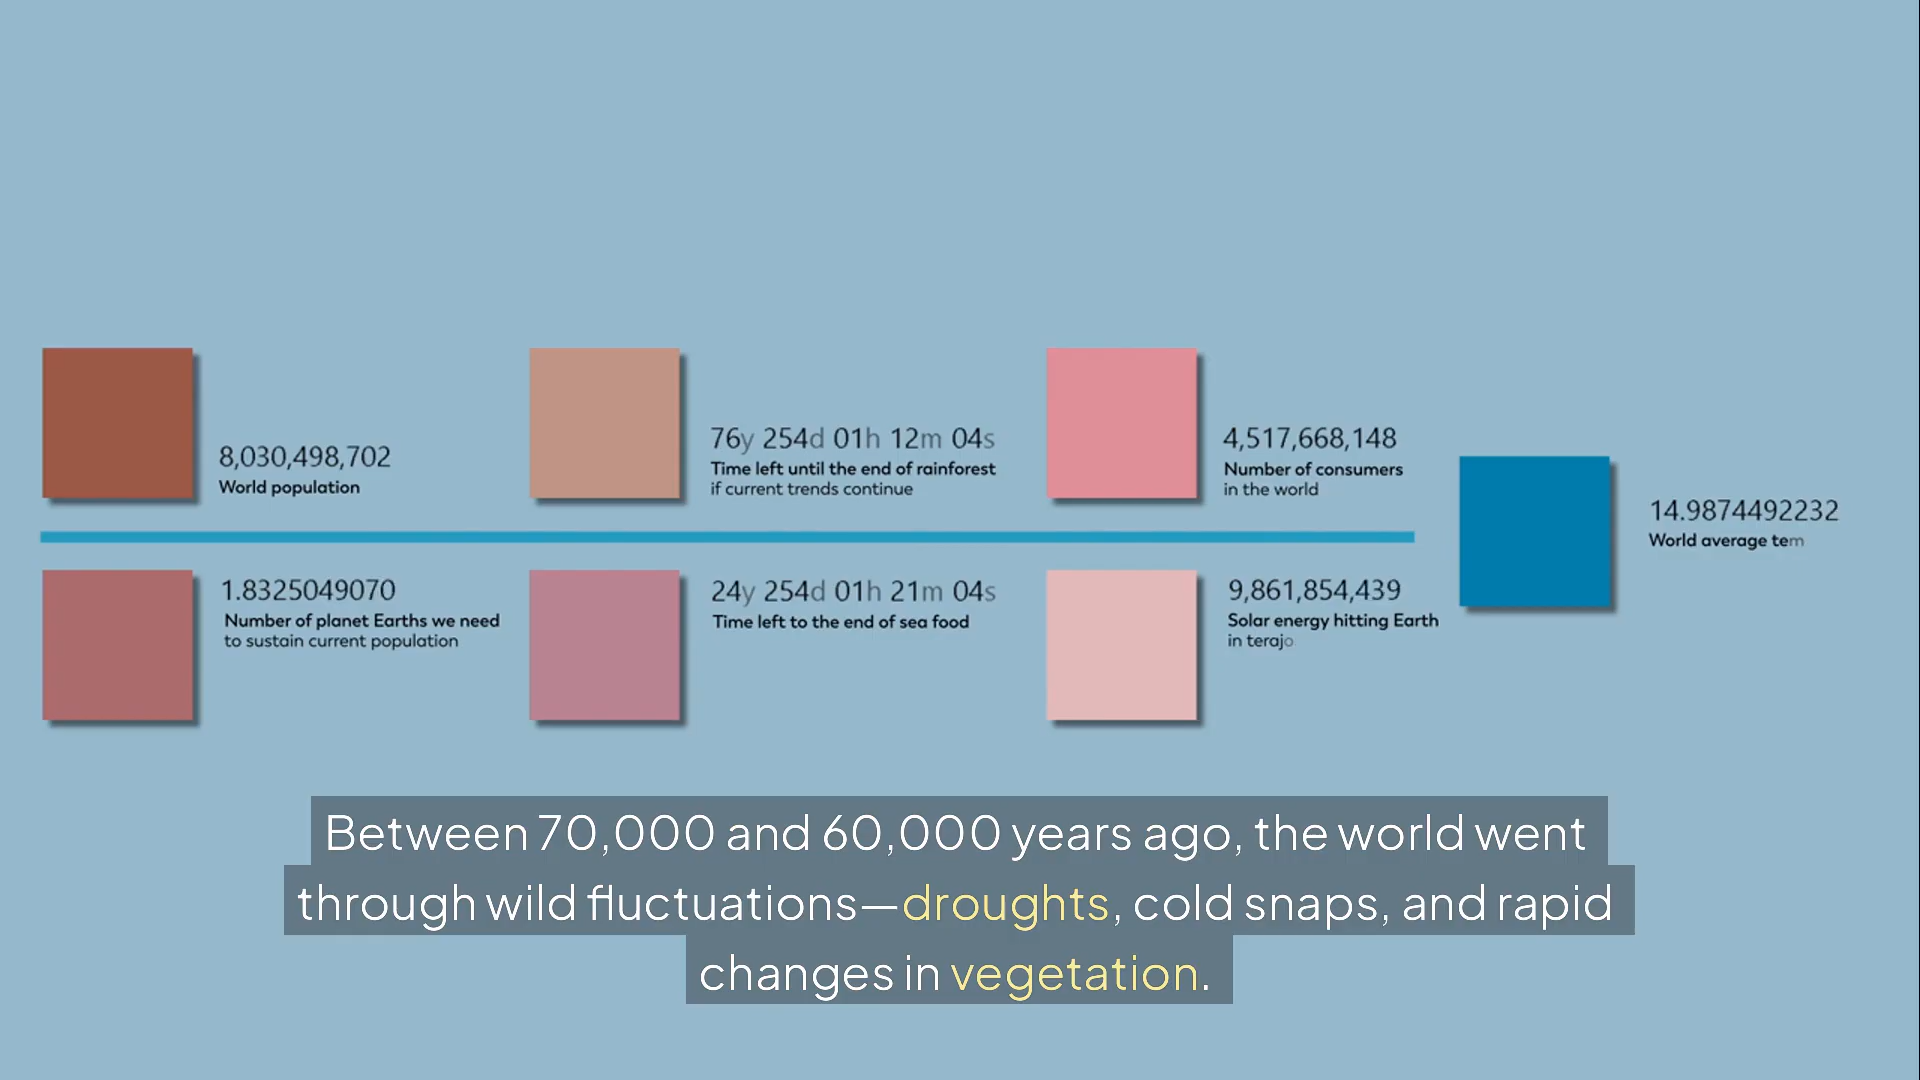 8,030,498,702
World population
76y 254d 01h 12m 04s
Time left until the end of rainforest
if current trends continue
4,517,668,148
Number of consumers
in the world
14.9874492232
World average tem
1.8325049070
Number of planet Earths we need
to sustain current population
24y 254d 01h 21m 04s
Time left to the end of sea food
9,861,854,439
Solar energy hitting Earth
in terajo
Between 70,000 and 60,000 years ago, the world went
through wild fluctuations—droughts, cold snaps, and rapid
changes in vegetation.